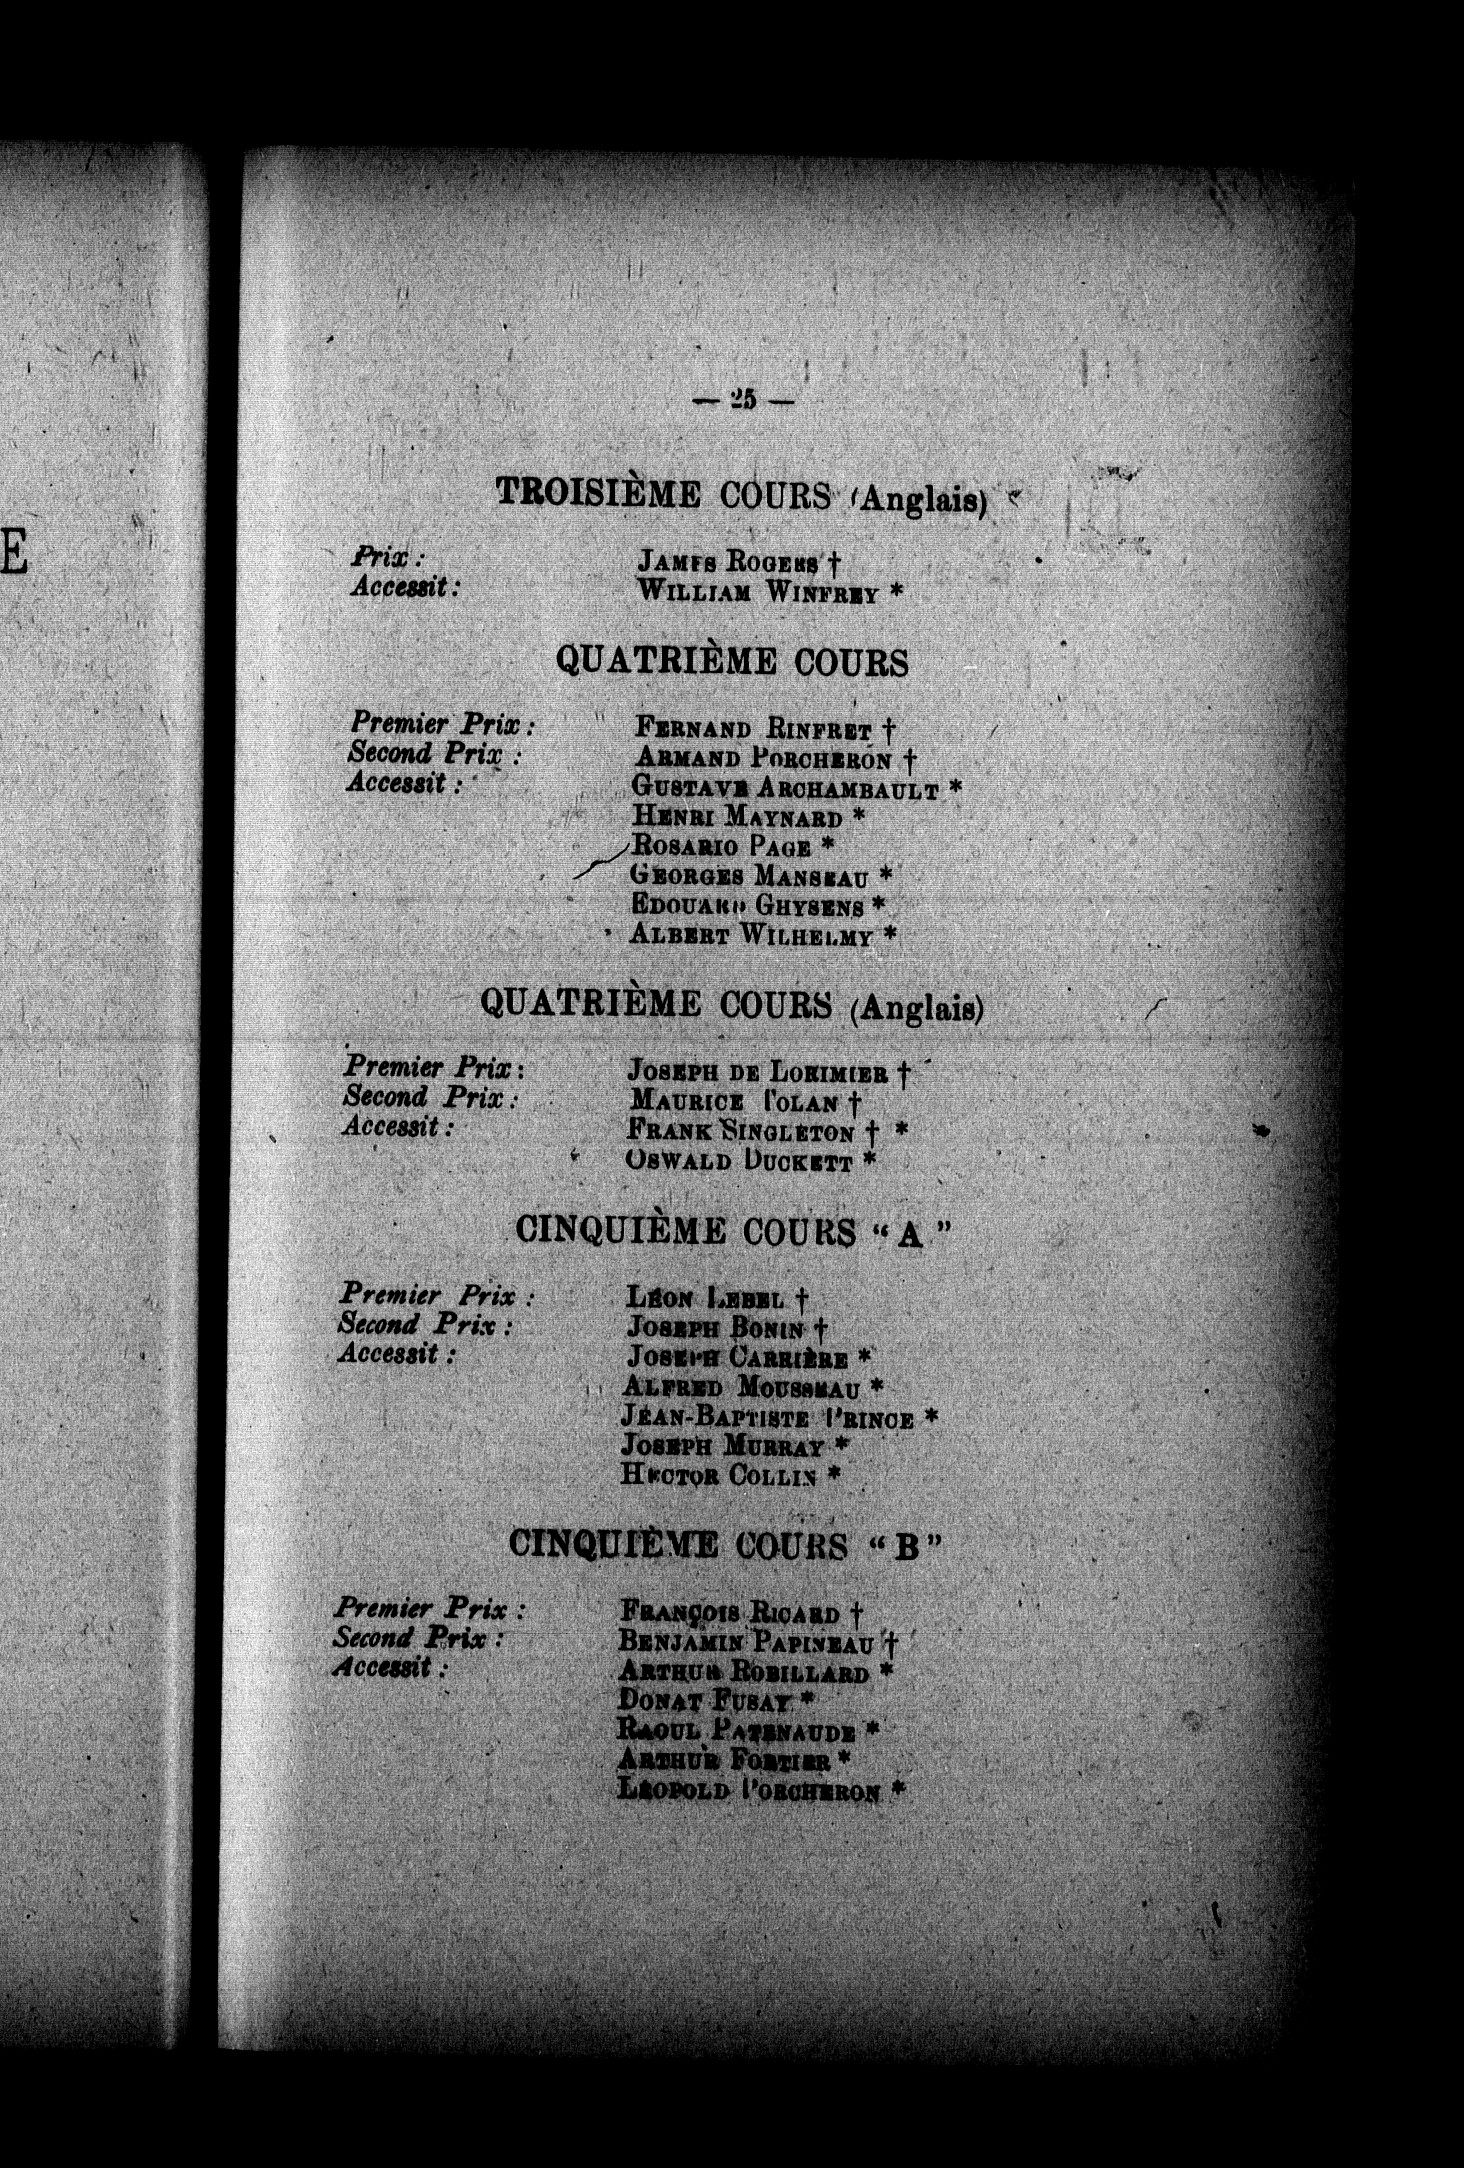 E
— 25 —
TROISIÈME COURS (Anglais)
Prix : JAMES ROGERS †
Accessit : WILLIAM WINFREY *
QUATRIÈME COURS
Premier Prix : FERNAND RINFRET †
Second Prix : ARMAND PORCHERON †
Accessit : GUSTAVE ARCHAMBAULT *
HENRI MAYNARD *
ROSARIO PAGE *
GEORGES MANSEAU *
EDOUARD GHYSENS *
ALBERT WILHELMY *
QUATRIÈME COURS (Anglais)
Premier Prix : JOSEPH DE LORIMIER †
Second Prix : MAURICE †
Accessit : FRANK SINGLETON † *
OSWALD DUCKETT *
CINQUIÈME COURS “ A ”
Premier Prix : LÉON LEBEL †
Second Prix : JOSEPH BONIN †
Accessit : JOSEPH CARRIÈRE *
ALFRED MOUSSEAU *
JEAN-BAPTISTE PRINCE *
JOSEPH MURRAY *
HECTOR COLLIN *
CINQUIÈME COURS “ B ”
Premier Prix : FRANÇOIS RICARD †
Second Prix : BENJAMIN PAPINEAU †
Accessit : ARTHUR ROBILLARD *
DONAT FUSAY *
RAOUL PATENAUDE *
ARTHUR FORTIER *
LÉOPOLD PORCHERON *